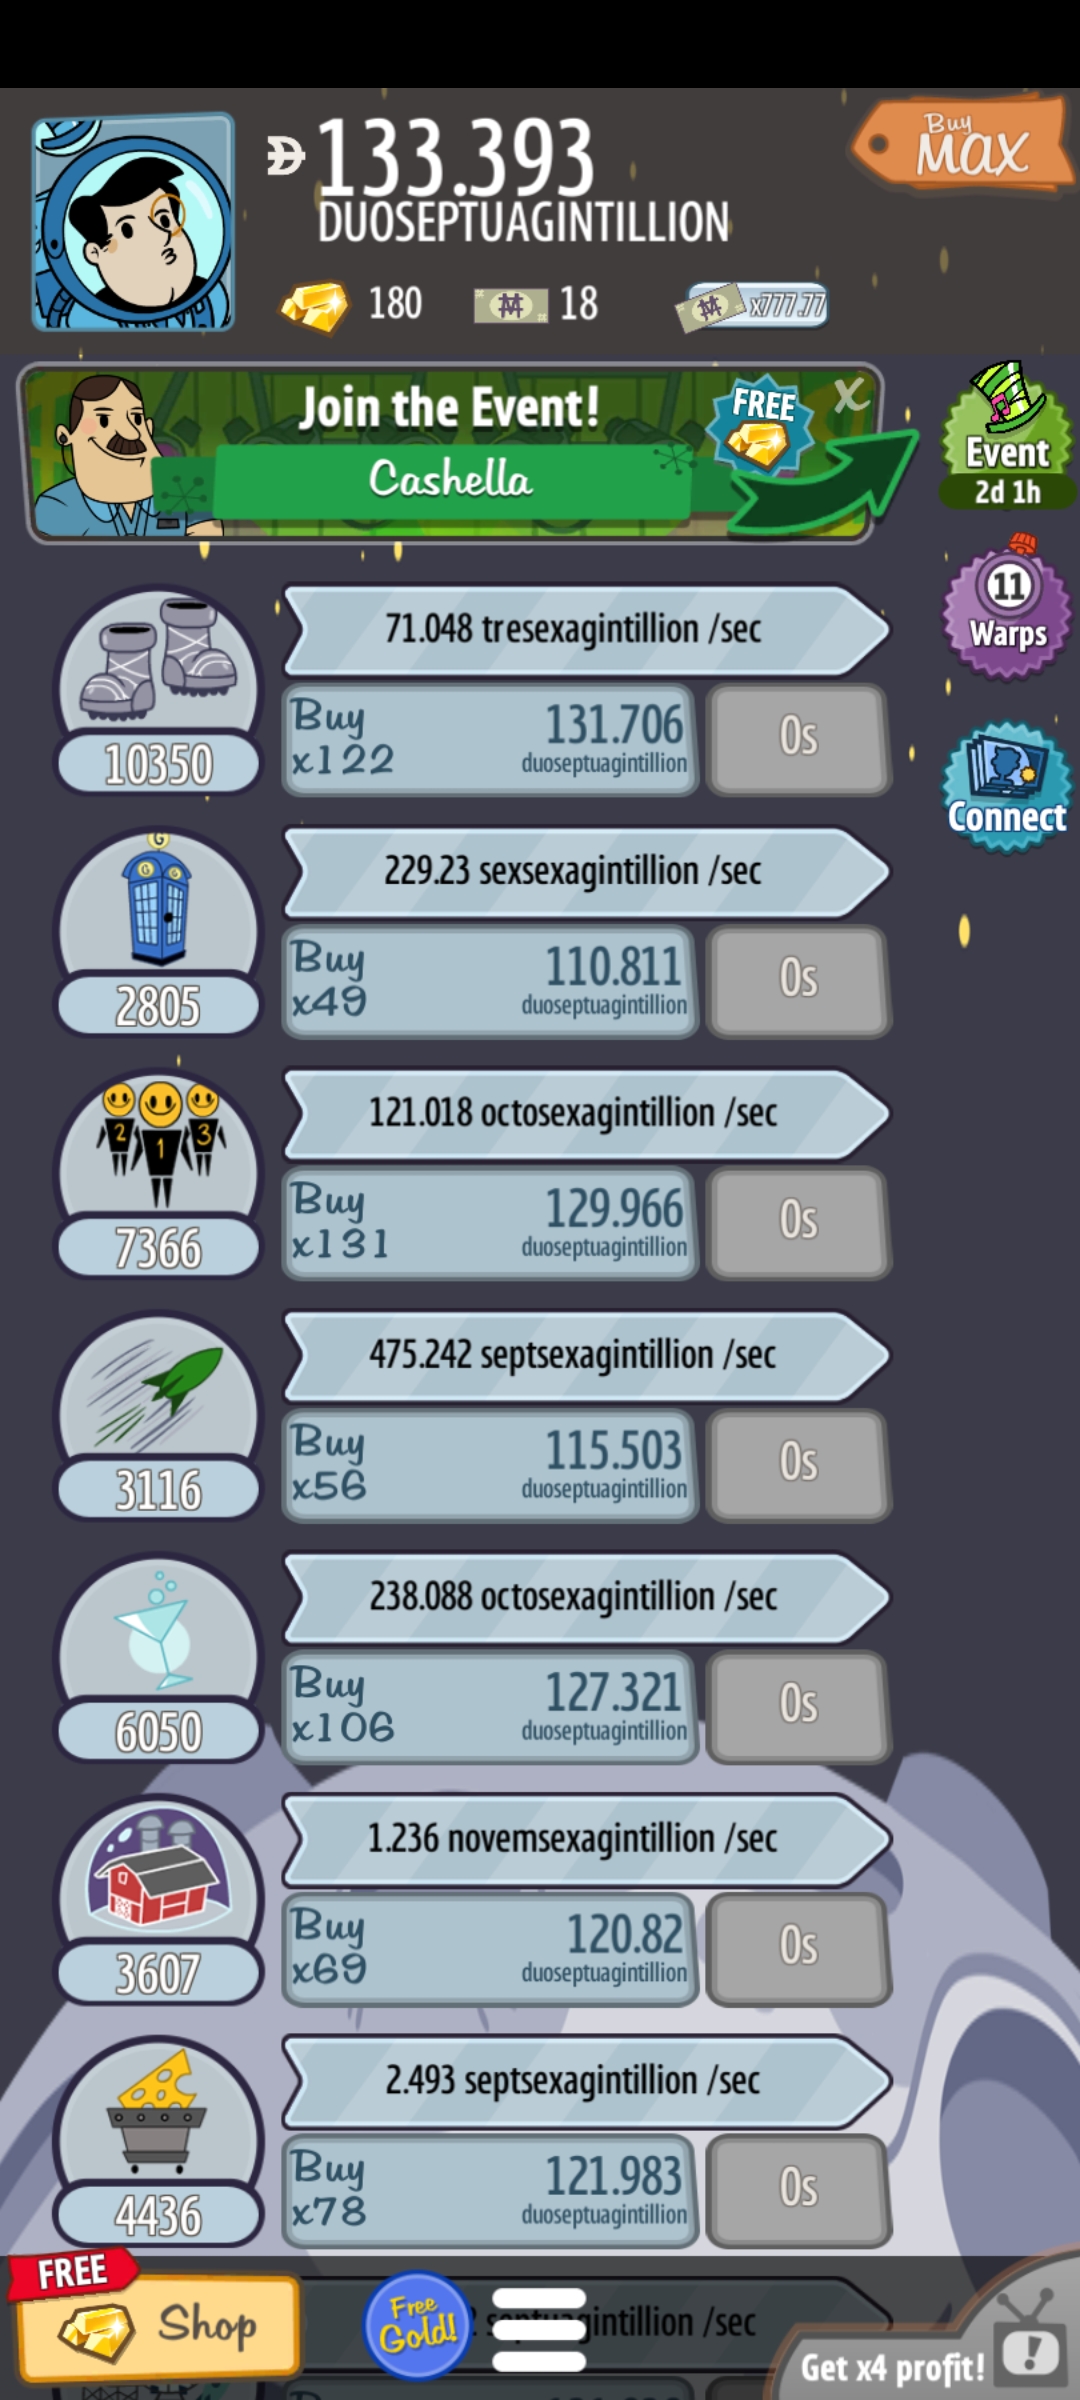 133.393
DUOSEPTUAGINTILLION
Buy
MAX
180
18
x777.77
Join the Event!
Cashella
FREE
X
Event
2d 1h
11
Warps
Connect
71.048 tresexagintillion /sec
10350
Buy
x122
131.706
duoseptuagintillion
0s
G
G G
229.23 sexsexagintillion /sec
2805
Buy
x49
110.811
duoseptuagintillion
0s
2 1 3
121.018 octosexagintillion /sec
7366
Buy
x131
129.966
duoseptuagintillion
0s
475.242 septsexagintillion /sec
3116
Buy
x56
115.503
duoseptuagintillion
0s
238.088 octosexagintillion /sec
6050
Buy
x106
127.321
duoseptuagintillion
0s
1.236 novemsexagintillion /sec
3607
Buy
x69
120.82
duoseptuagintillion
0s
2.493 septsexagintillion /sec
4436
Buy
x78
121.983
duoseptuagintillion
0s
FREE
Shop
Free
Gold!
/sec
Get x4 profit!
!